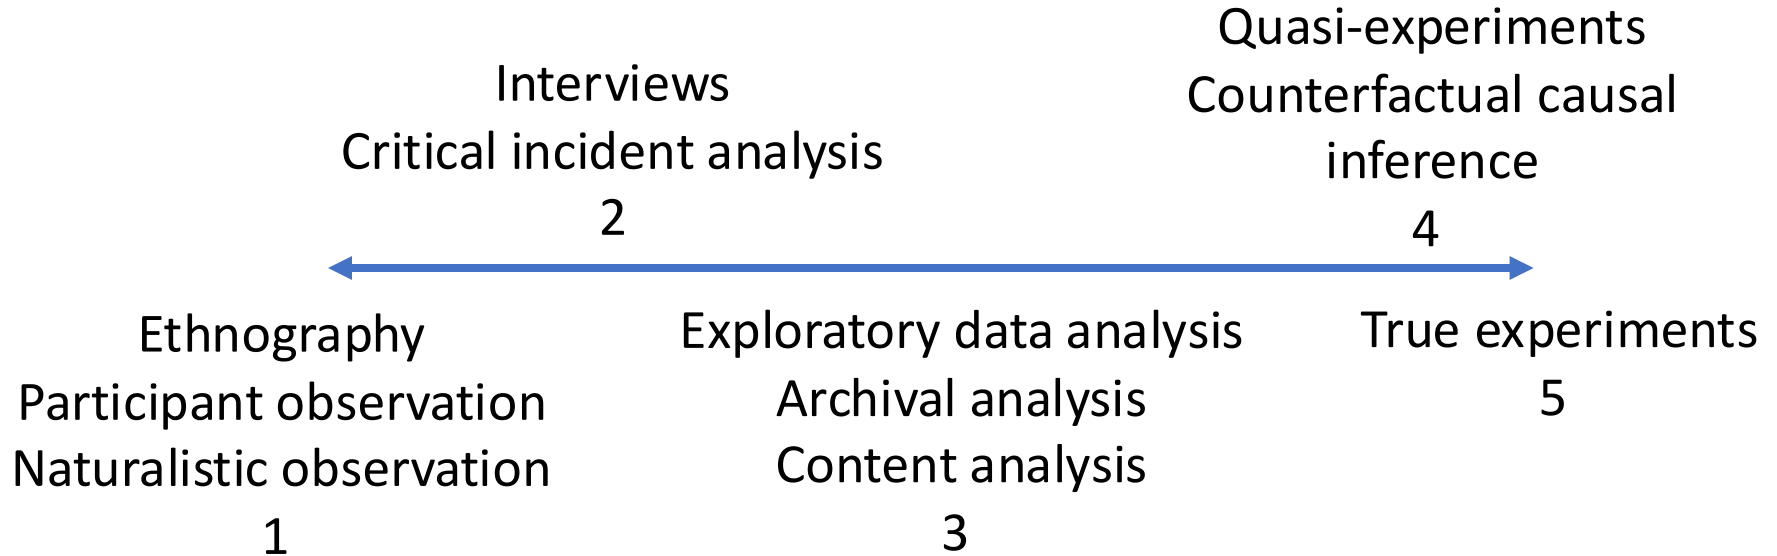 Ethnography
Participant observation
Naturalistic observation
1
Interviews
Critical incident analysis
2
Exploratory data analysis
Archival analysis
Content analysis
3
Quasi-experiments
Counterfactual causal
inference
4
True experiments
5